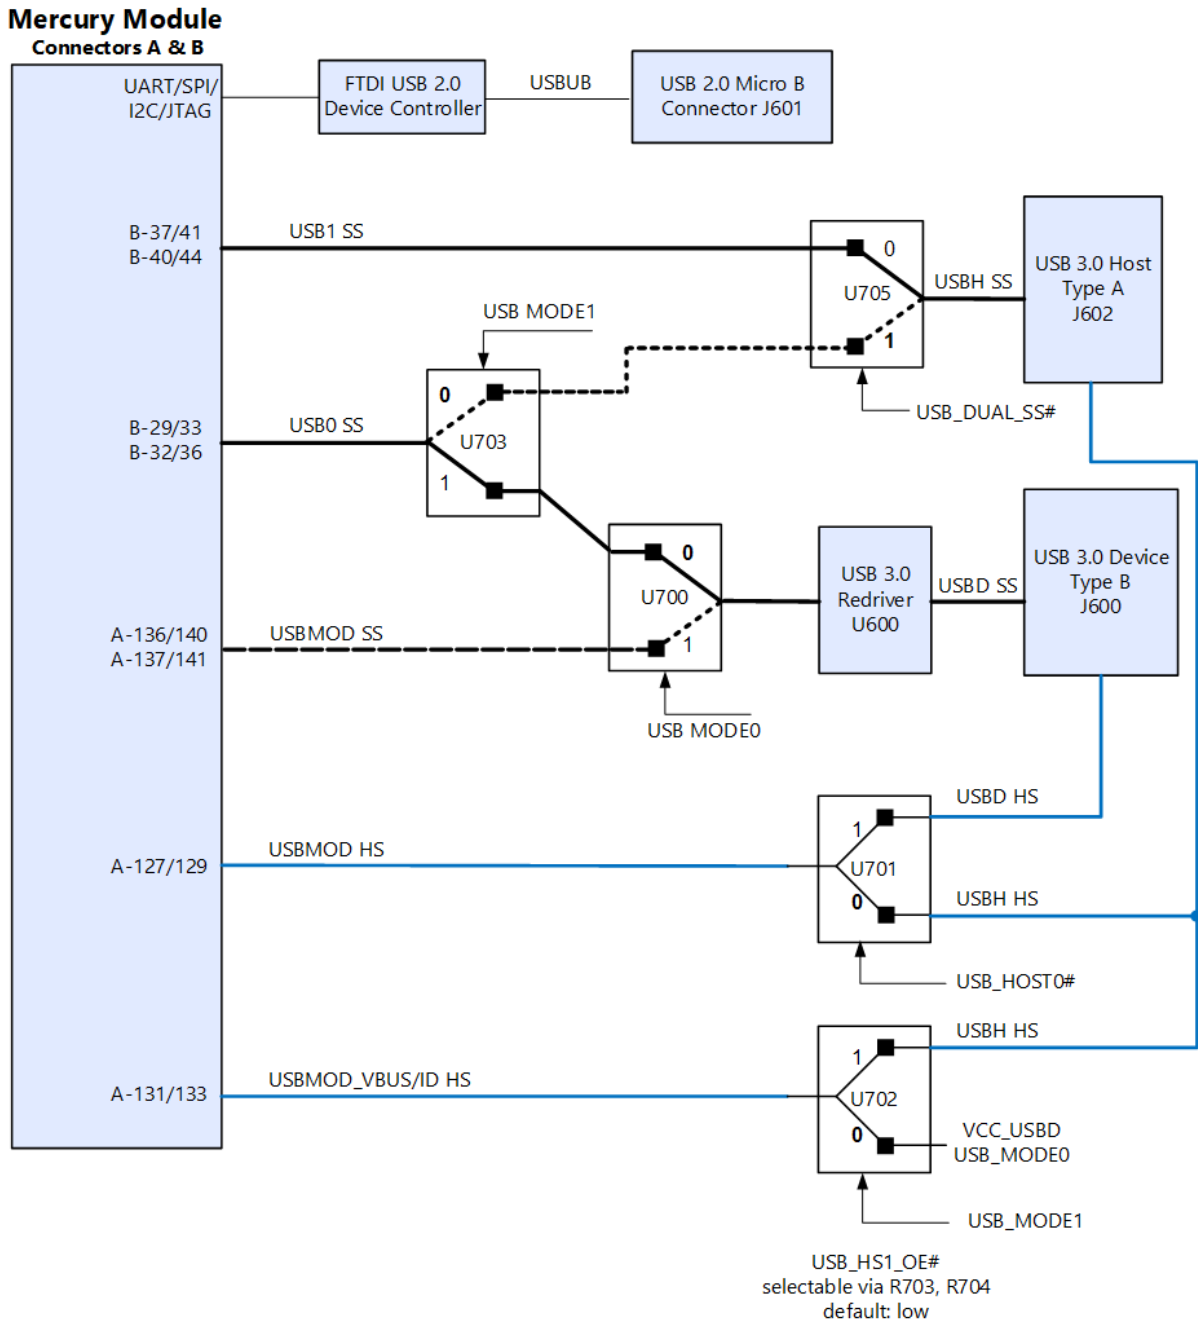 Mercury Module
Connectors A & B
UART/SPI/
I2C/JTAG
FTDI USB 2.0
Device Controller
USBUB
USB 2.0 Micro B
Connector J601
B-37/41
B-40/44
USB1 SS
0
U705
1
USBH SS
USB 3.0 Host
Type A
J602
USB MODE1
USB_DUAL_SS#
B-29/33
B-32/36
USB0 SS
0
U703
1
0
U700
1
USB 3.0
Redriver
U600
USBD SS
USB 3.0 Device
Type B
J600
A-136/140
A-137/141
USBMOD SS
USB MODE0
A-127/129
USBMOD HS
1
U701
0
USBD HS
USBH HS
USB_HOST0#
A-131/133
USBMOD_VBUS/ID HS
1
U702
0
USBH HS
VCC_USBD
USB_MODE0
USB_MODE1
USB_HS1_OE#
selectable via R703, R704
default: low